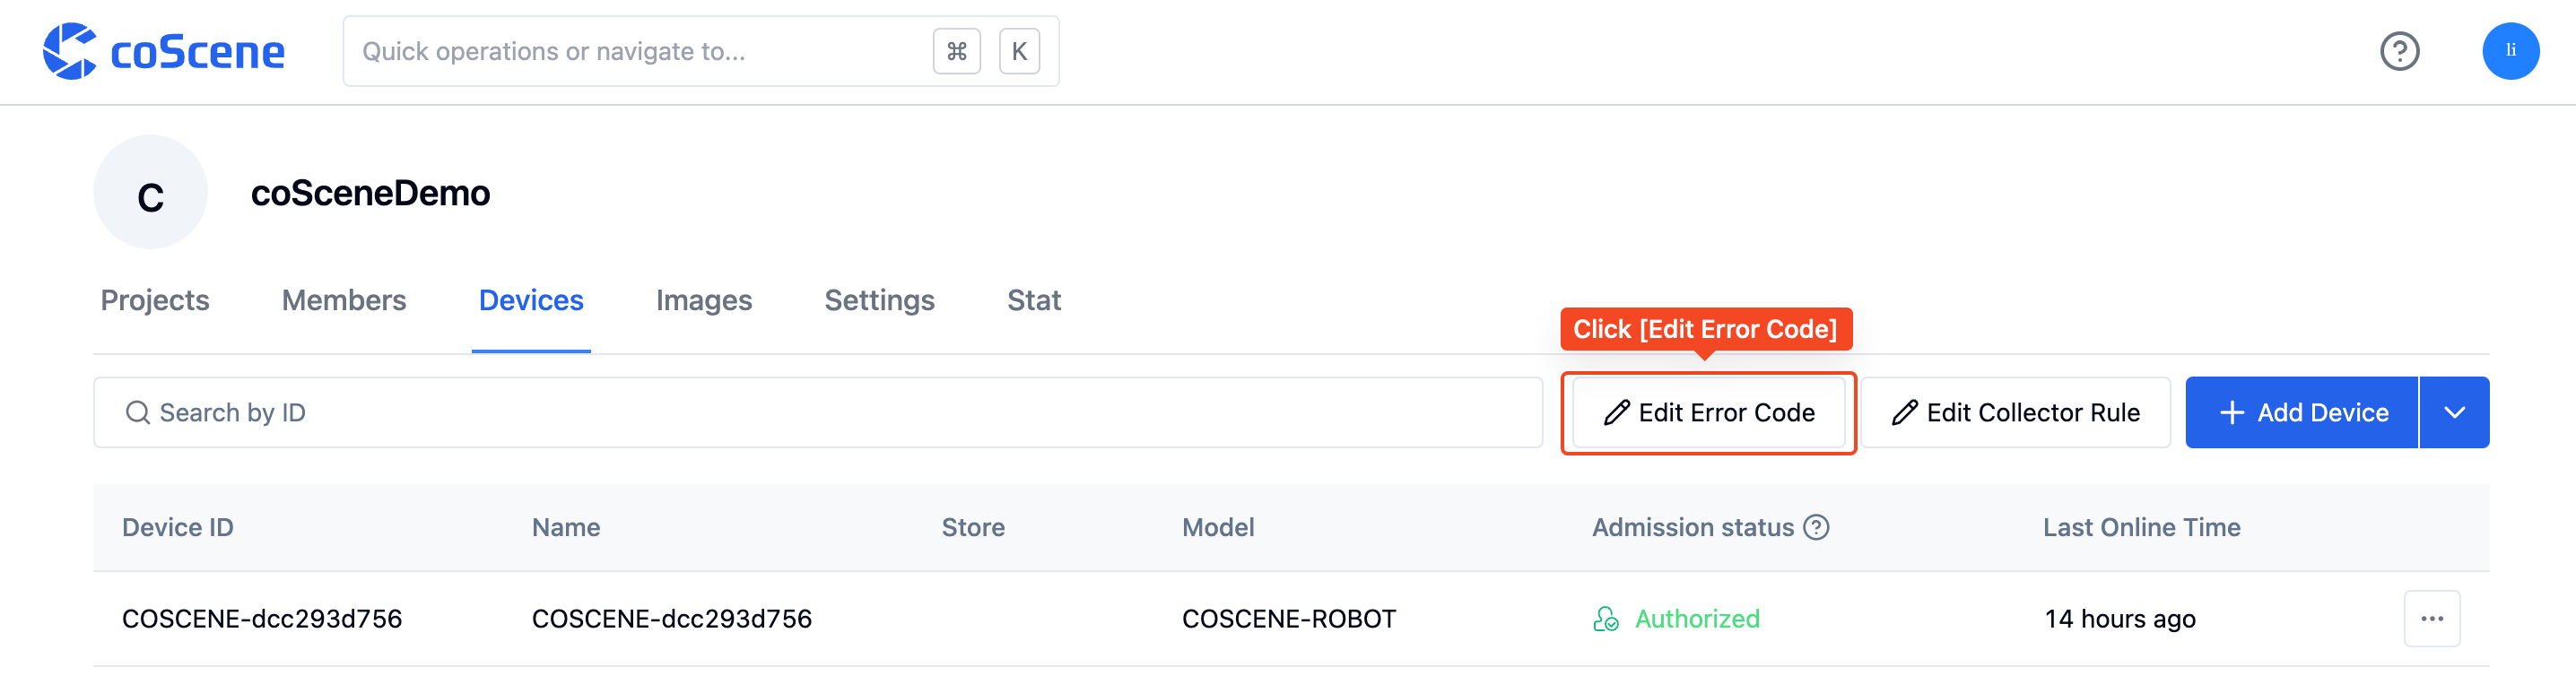 coScene Quick operations or navigate to... ⌘ K ? li
C coSceneDemo
Projects Members Devices Images Settings Stat
Click [Edit Error Code]
Search by ID Edit Error Code Edit Collector Rule + Add Device
Device ID Name Store Model Admission status ? Last Online Time
COSCENE-dcc293d756 COSCENE-dcc293d756 COSCENE-ROBOT Authorized 14 hours ago ...